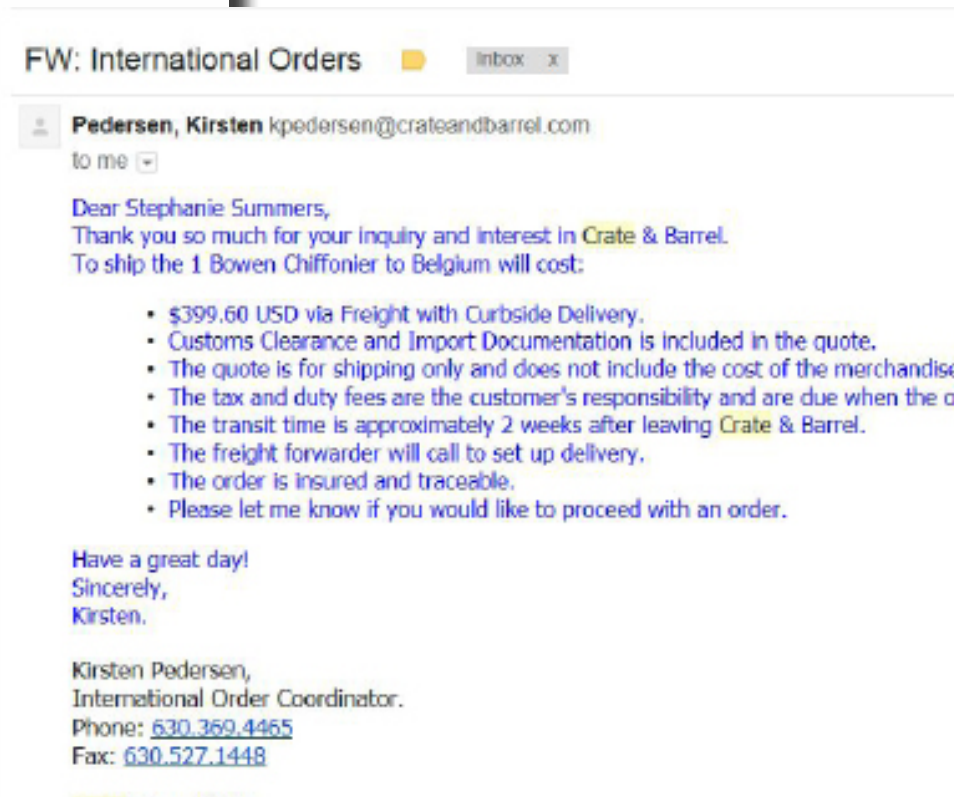 FW: International Orders Inbox x
Pedersen, Kirsten kpedersen@crateandbarrel.com
to me
Dear Stephanie Summers,
Thank you so much for your inquiry and interest in Crate & Barrel.
To ship the 1 Bowen Chiffonier to Belgium will cost:
• $399.60 USD via Freight with Curbside Delivery.
• Customs Clearance and Import Documentation is included in the quote.
• The quote is for shipping only and does not include the cost of the merchandise
• The tax and duty fees are the customer's responsibility and are due when the
• The transit time is approximately 2 weeks after leaving Crate & Barrel.
• The freight forwarder will call to set up delivery.
• The order is insured and traceable.
• Please let me know if you would like to proceed with an order.
Have a great day!
Sincerely,
Kirsten.
Kirsten Pedersen,
International Order Coordinator.
Phone: 630.369.4465
Fax: 630.527.1448